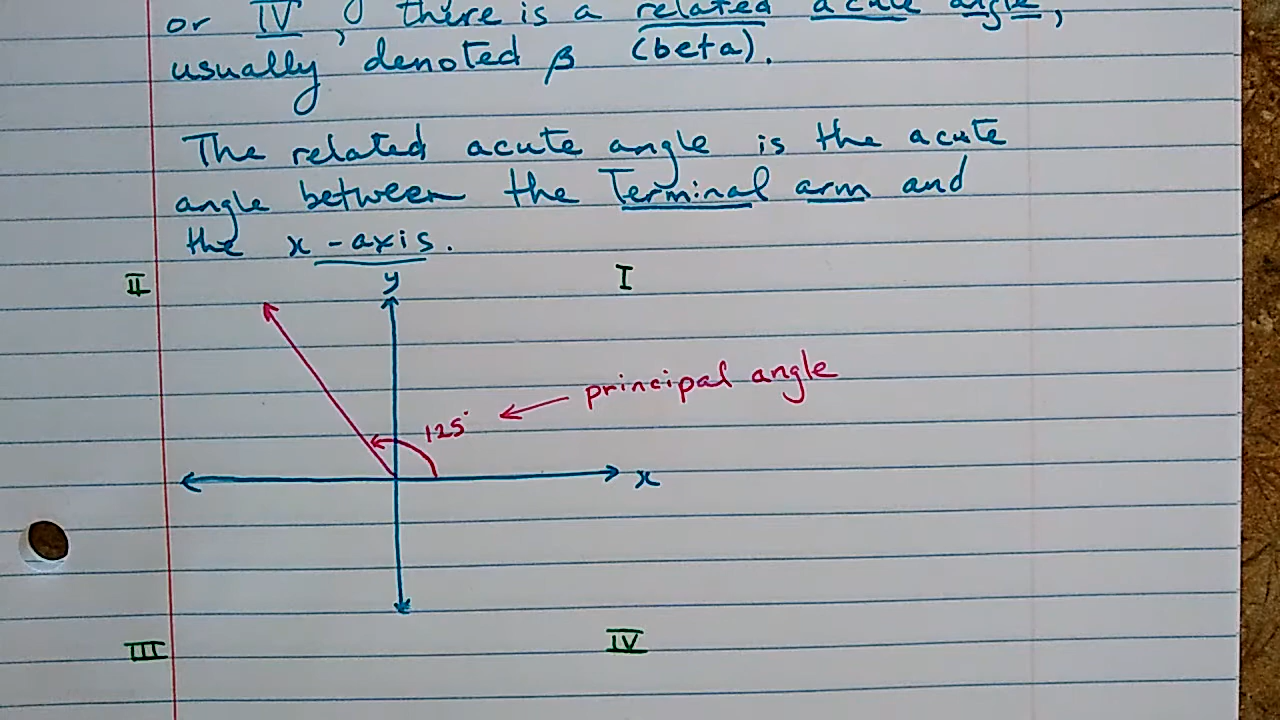 or IV, there is a related acute angle,
usually denoted β (beta).
The related acute angle is the acute
angle between the Terminal arm and
the x-axis.
II
y
I
principal angle
125°
x
III
IV